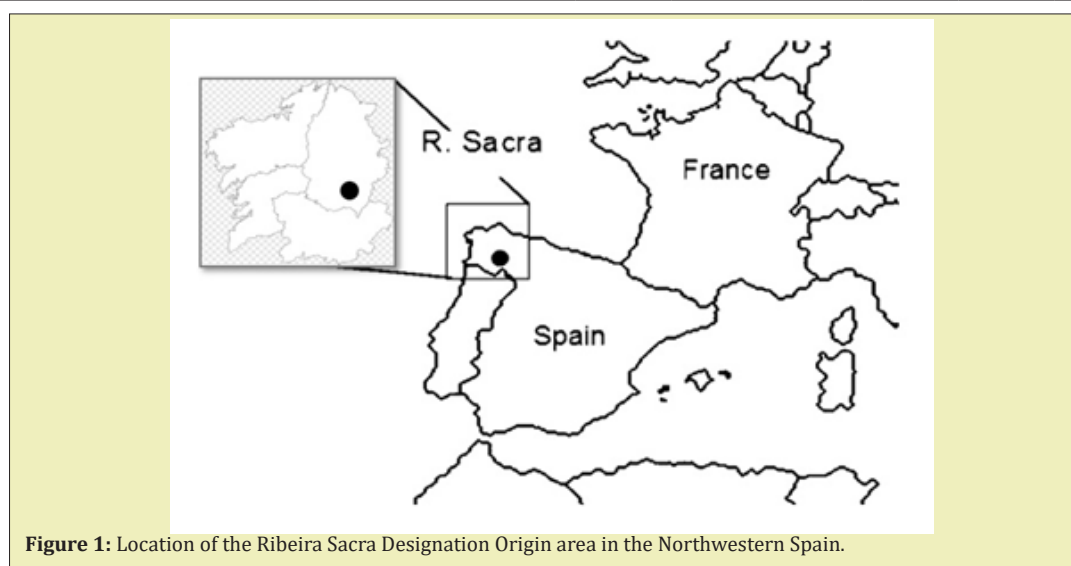 R. Sacra
France
Spain
Figure 1: Location of the Ribeira Sacra Designation Origin area in the Northwestern Spain.